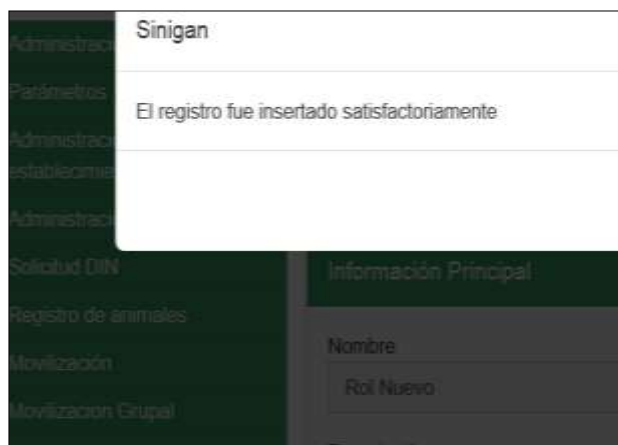 Sinigan
El registro fue insertado satisfactoriamente
Parámetros
Solicitud DIN
Registro de animales
Movilización
Movilizacion Grupal
Información Principal
Nombre
Rol Nuevo